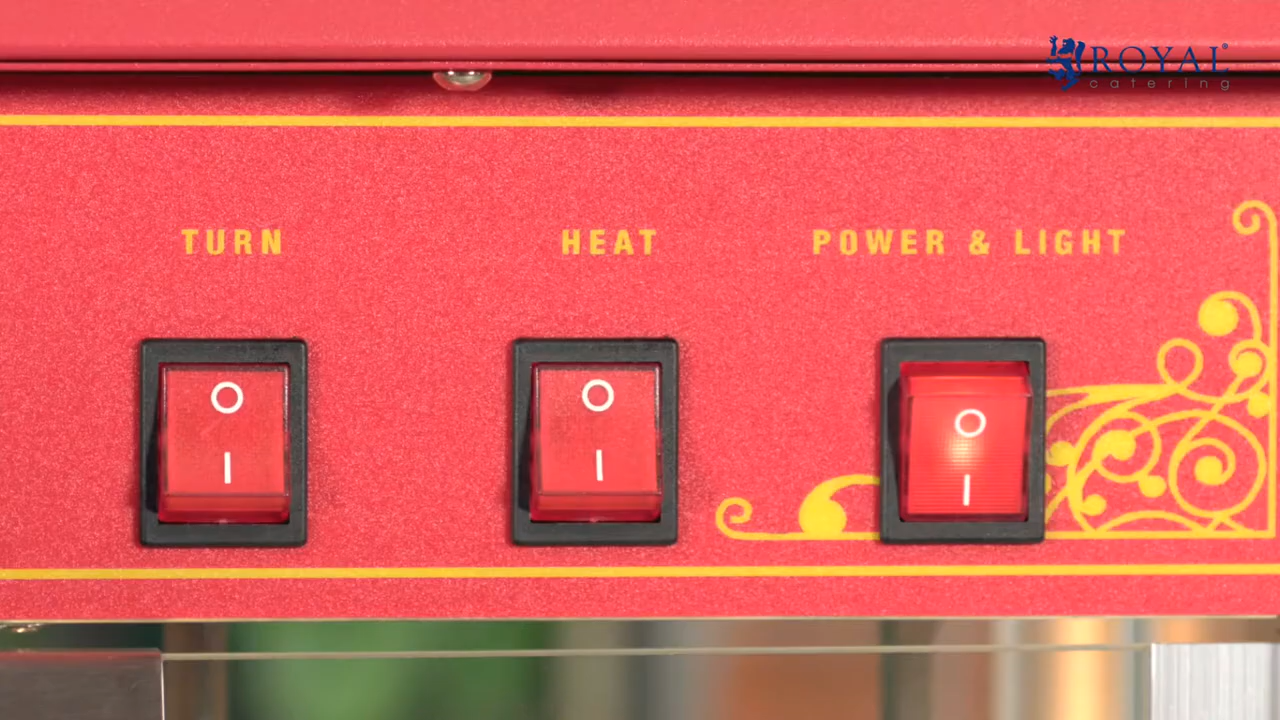 ROYAL®
catering
TURN
HEAT
POWER & LIGHT
O
I
O
I
O
I